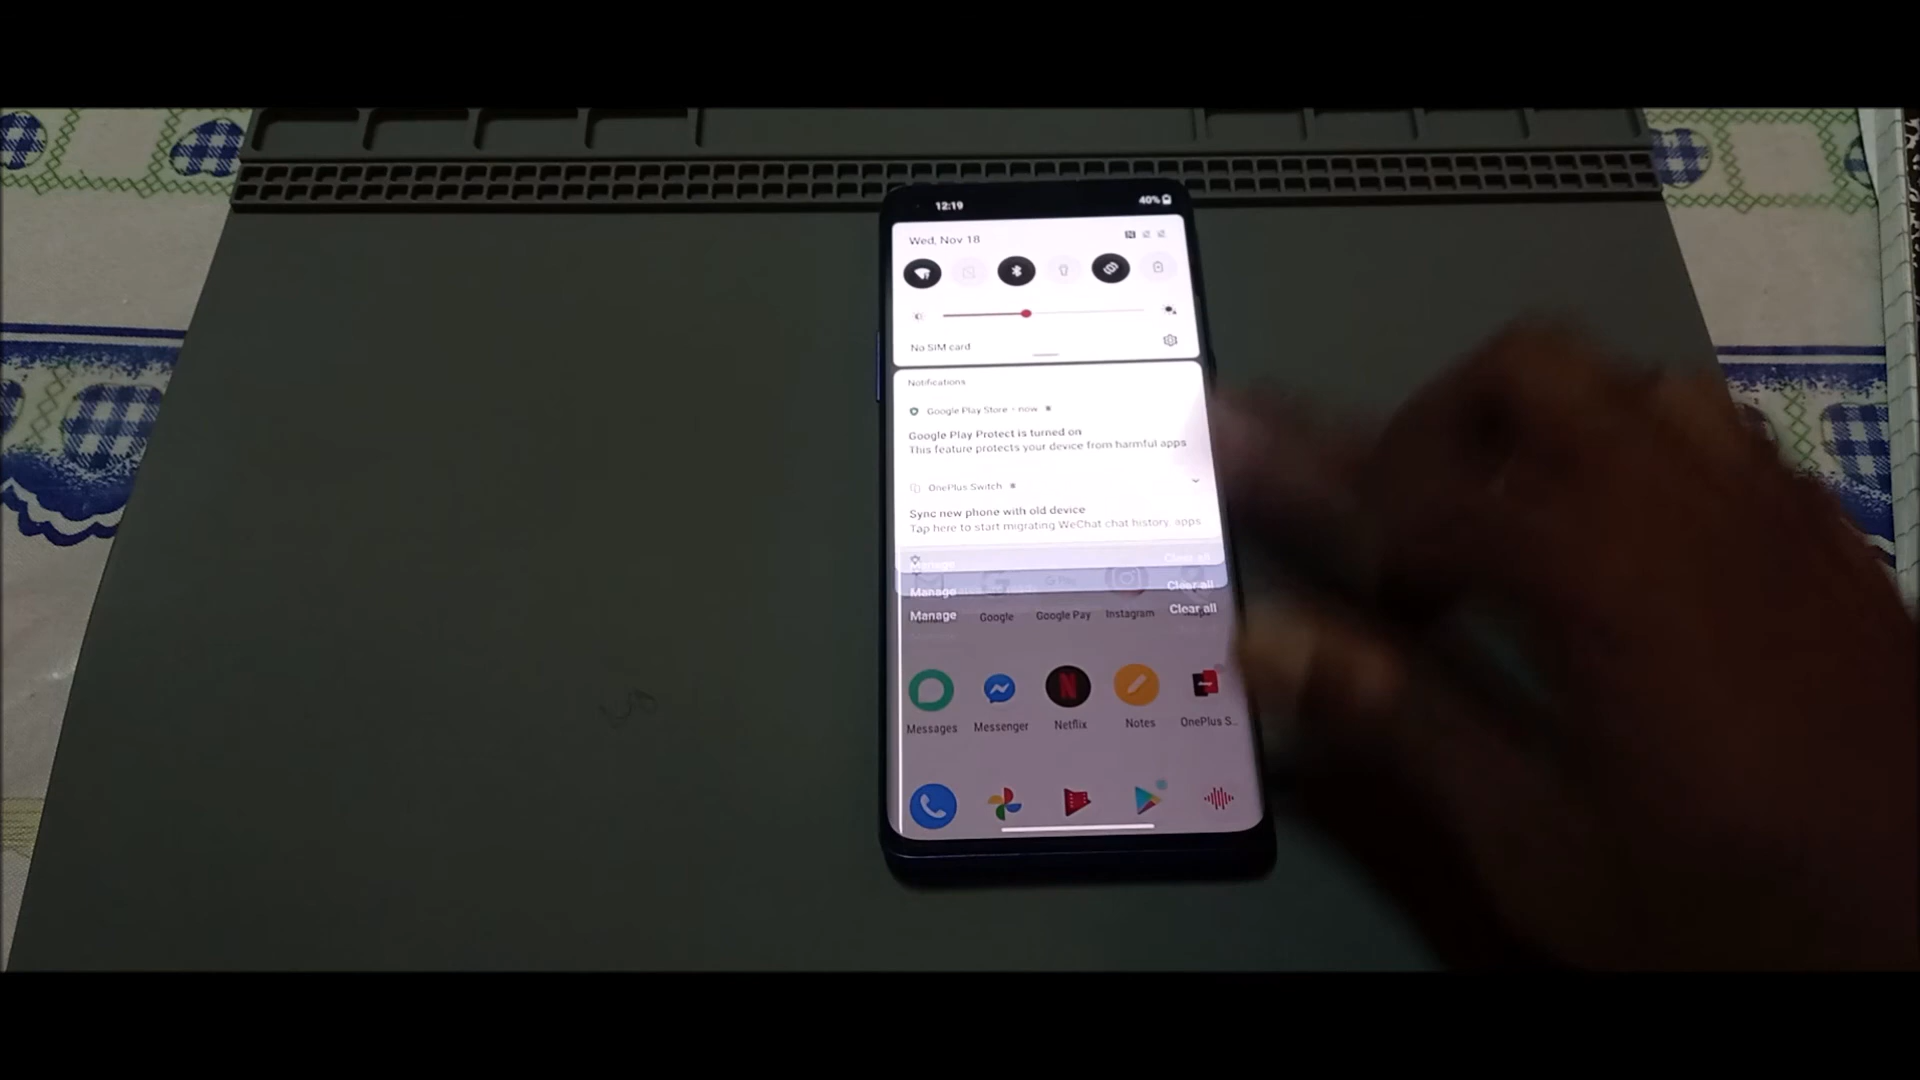 12:19 40%
Wed, Nov 18
No SIM card
Notifications
Google Play Store • now
Google Play Protect is turned on
This feature protects your device from harmful apps
OnePlus Switch
Sync new phone with old device
Tap here to start migrating WeChat chat history, apps
Manage Clear all
Manage Clear all
Manage Clear all
Google Google Pay Instagram
Messages Messenger Netflix Notes OnePlus S..